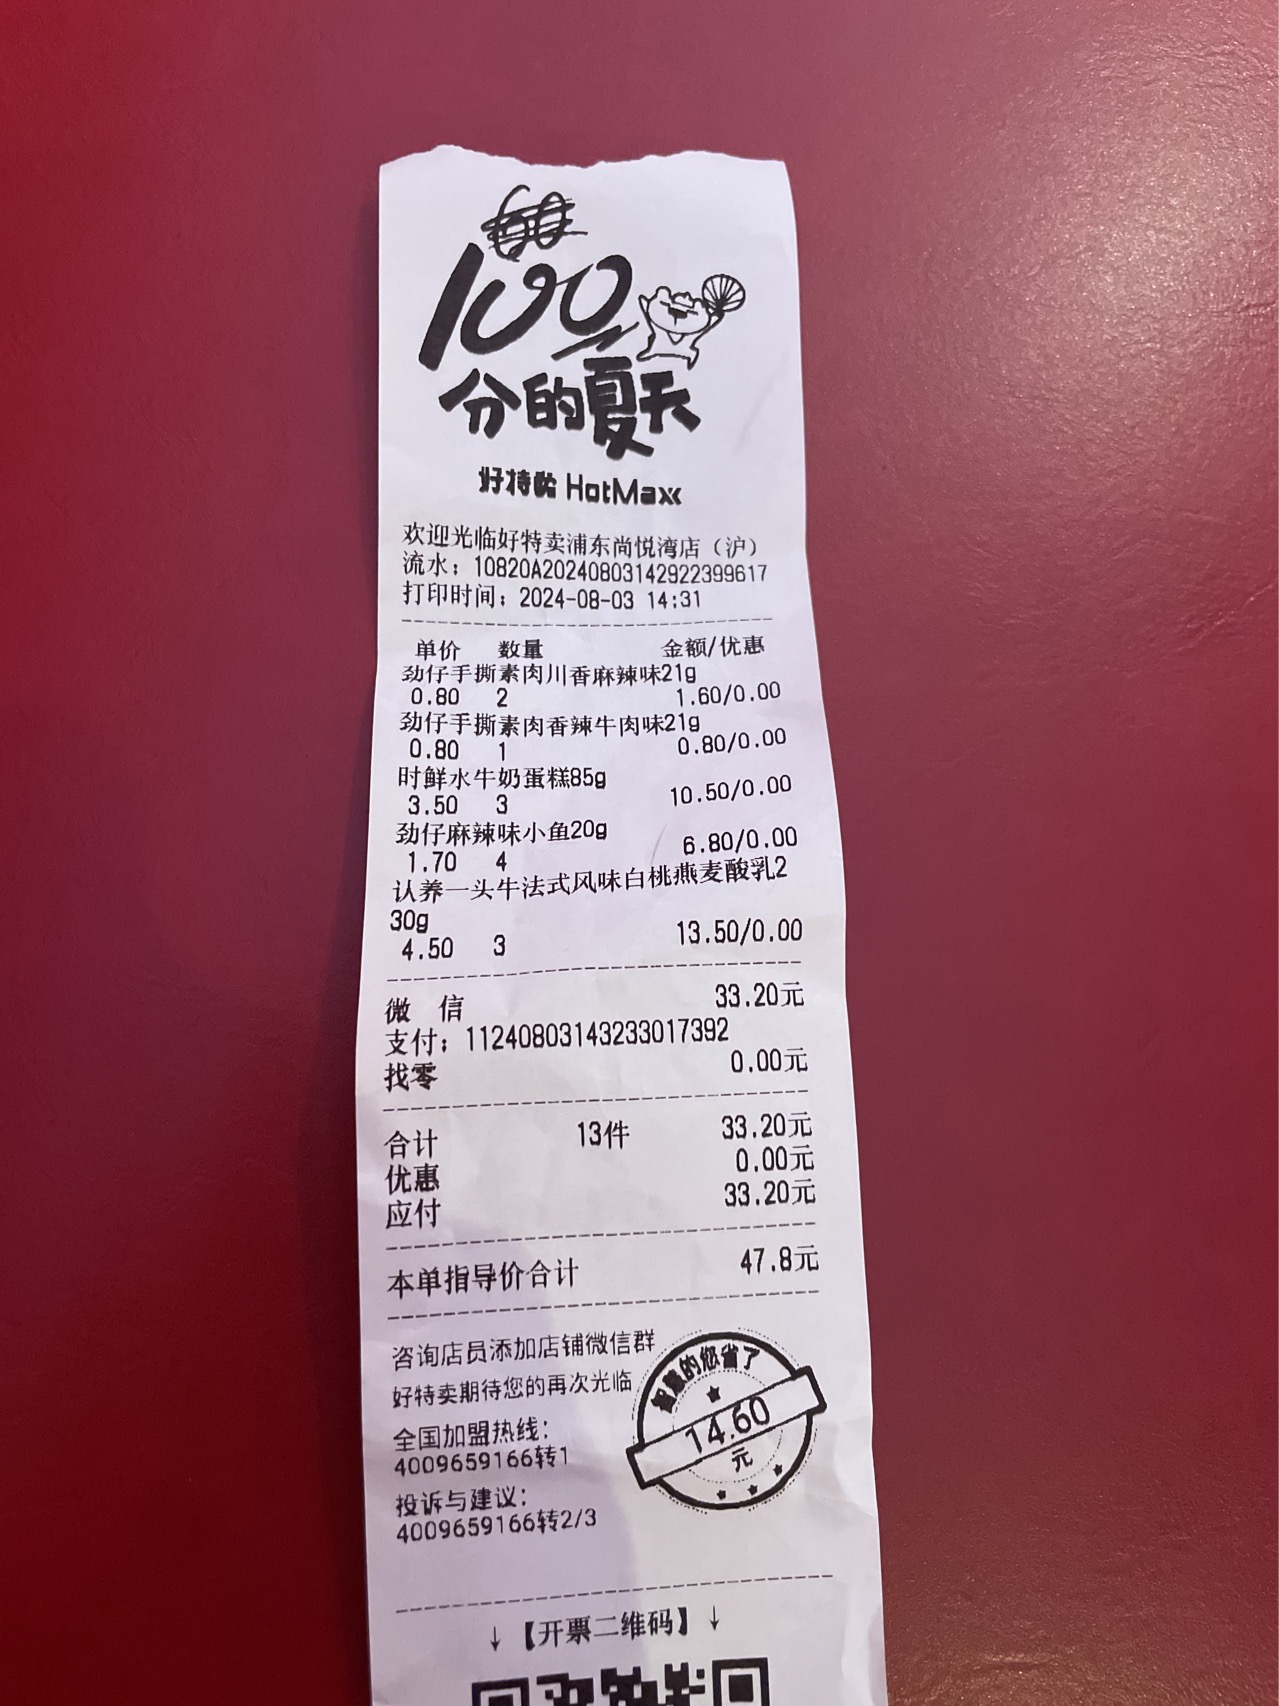 100
分的夏天
好特卖 HotMaxx
欢迎光临好特卖浦东尚悦湾店（沪）
流水：10820A20240803142922399617
打印时间：2024-08-03 14:31
单价 数量 金额/优惠
劲仔手撕素肉川香麻辣味21g
0.80 2 1.60/0.00
劲仔手撕素肉香辣牛肉味21g
0.80 1 0.80/0.00
时鲜水牛奶蛋糕85g
3.50 3 10.50/0.00
劲仔麻辣味小鱼20g
1.70 4 6.80/0.00
认养一头牛法式风味白桃燕麦酸乳2
30g
4.50 3 13.50/0.00
微 信 33.20元
支付：11240803143233017392
找零 0.00元
合计 13件 33.20元
优惠 0.00元
应付 33.20元
本单指导价合计 47.8元
咨询店员添加店铺微信群
好特卖期待您的再次光临
全国加盟热线：
4009659166转1
投诉与建议：
4009659166转2/3
智慧的您省了
14.60
元
↓【开票二维码】↓